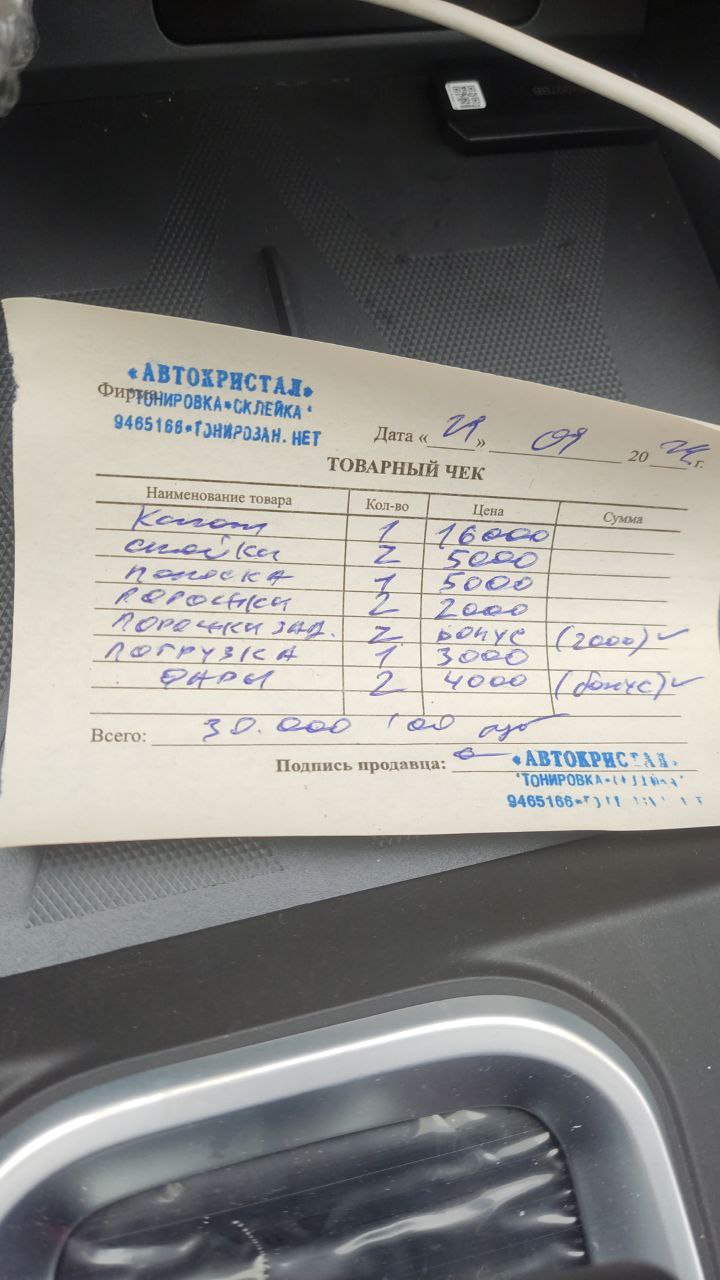 «АВТОКРИСТАЛ»
Фирма
ТОНИРОВКА*ОКЛЕЙКА
9465166*ТОНИРОЗАН.НЕТ
Дата « » 09 20 24 г.
ТОВАРНЫЙ ЧЕК
Наименование товара Кол-во Цена Сумма
Капот 1 16000
стойки 2 5000
полоска 1 5000
порожки 2 2000
порожки зад. 2 бонус (2000) ✓
погрузка 1 3000
фары 2 4000 (бонус) ✓
Всего: 30.000 00
Подпись продавца:
«АВТОКРИСТАЛ»
ТОНИРОВКА
9465166*